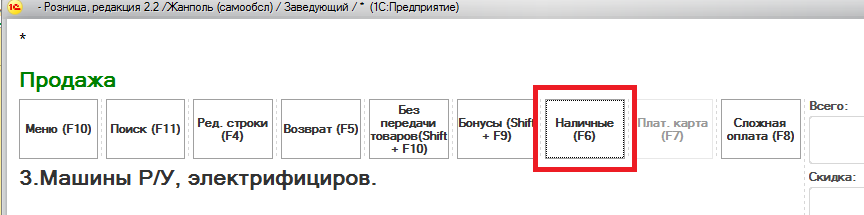 1С - Розница, редакция 2.2 /Жанполь (самообсл) / Заведующий / * (1С:Предприятие)
*
Продажа
Меню (F10)
Поиск (F11)
Ред. строки
(F4)
Возврат (F5)
Без
передачи
товаров(Shift
+ F10)
Бонусы (Shift
+ F9)
Наличные
(F6)
Плат. карта
(F7)
Сложная
оплата (F8)
Всего:
3.Машины Р/У, электрифициров.
Скидка: